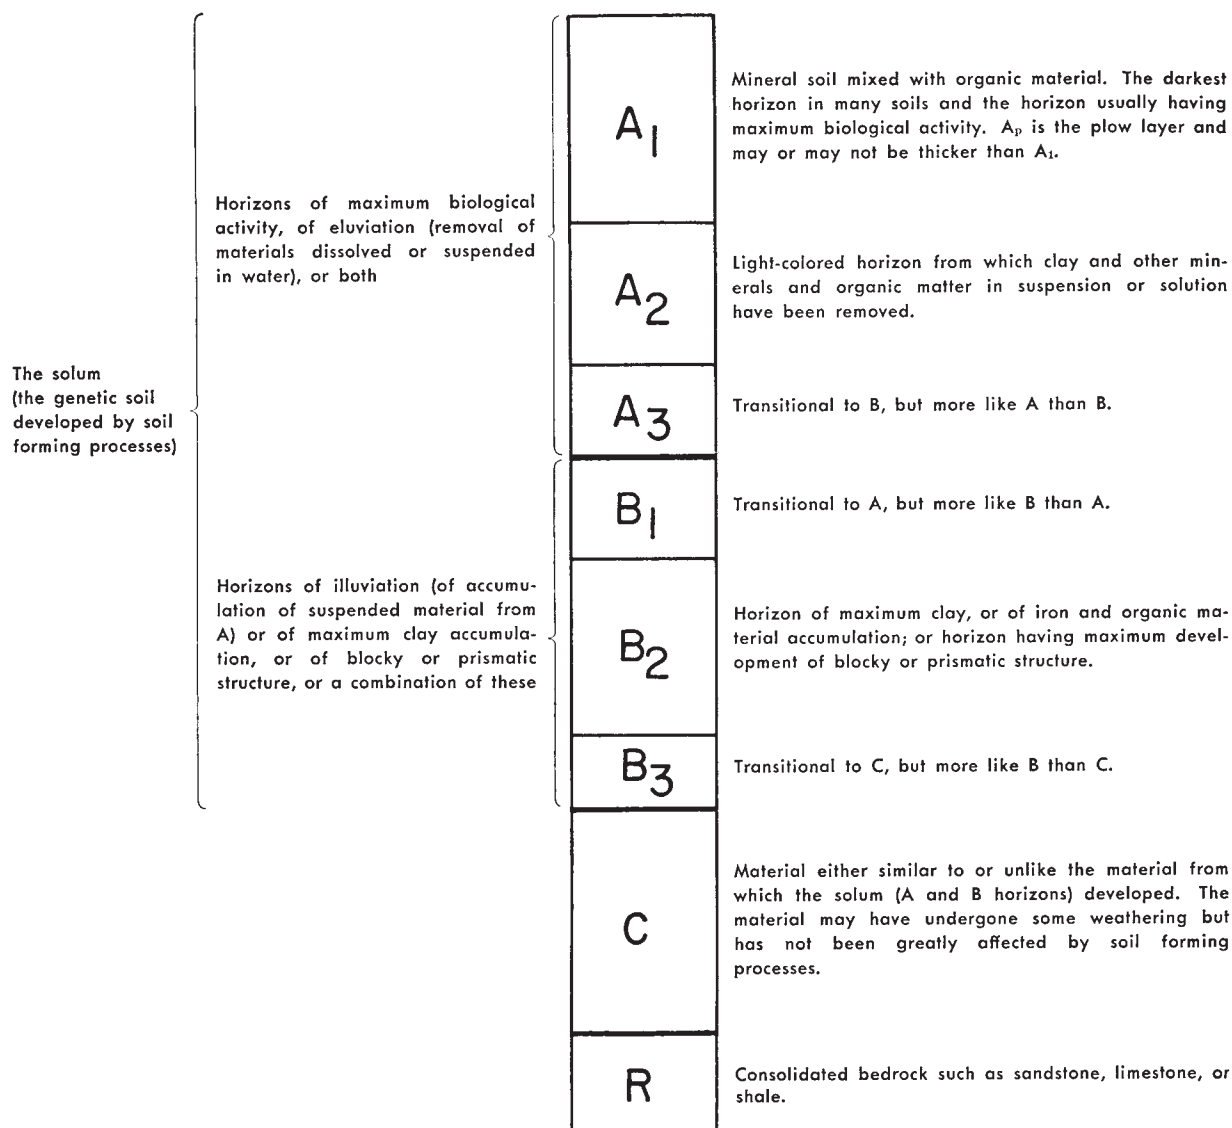 The solum
(the genetic soil
developed by soil
forming processes)
Horizons of maximum biological
activity, of eluviation (removal of
materials dissolved or suspended
in water), or both
Horizons of illuviation (of accumu-
lation of suspended material from
A) or of maximum clay accumula-
tion, or of blocky or prismatic
structure, or a combination of these
A1
Mineral soil mixed with organic material. The darkest
horizon in many soils and the horizon usually having
maximum biological activity. Ap is the plow layer and
may or may not be thicker than A1.
A2
Light-colored horizon from which clay and other min-
erals and organic matter in suspension or solution
have been removed.
A3
Transitional to B, but more like A than B.
B1
Transitional to A, but more like B than A.
B2
Horizon of maximum clay, or of iron and organic ma-
terial accumulation; or horizon having maximum devel-
opment of blocky or prismatic structure.
B3
Transitional to C, but more like B than C.
C
Material either similar to or unlike the material from
which the solum (A and B horizons) developed. The
material may have undergone some weathering but
has not been greatly affected by soil forming
processes.
R
Consolidated bedrock such as sandstone, limestone, or
shale.